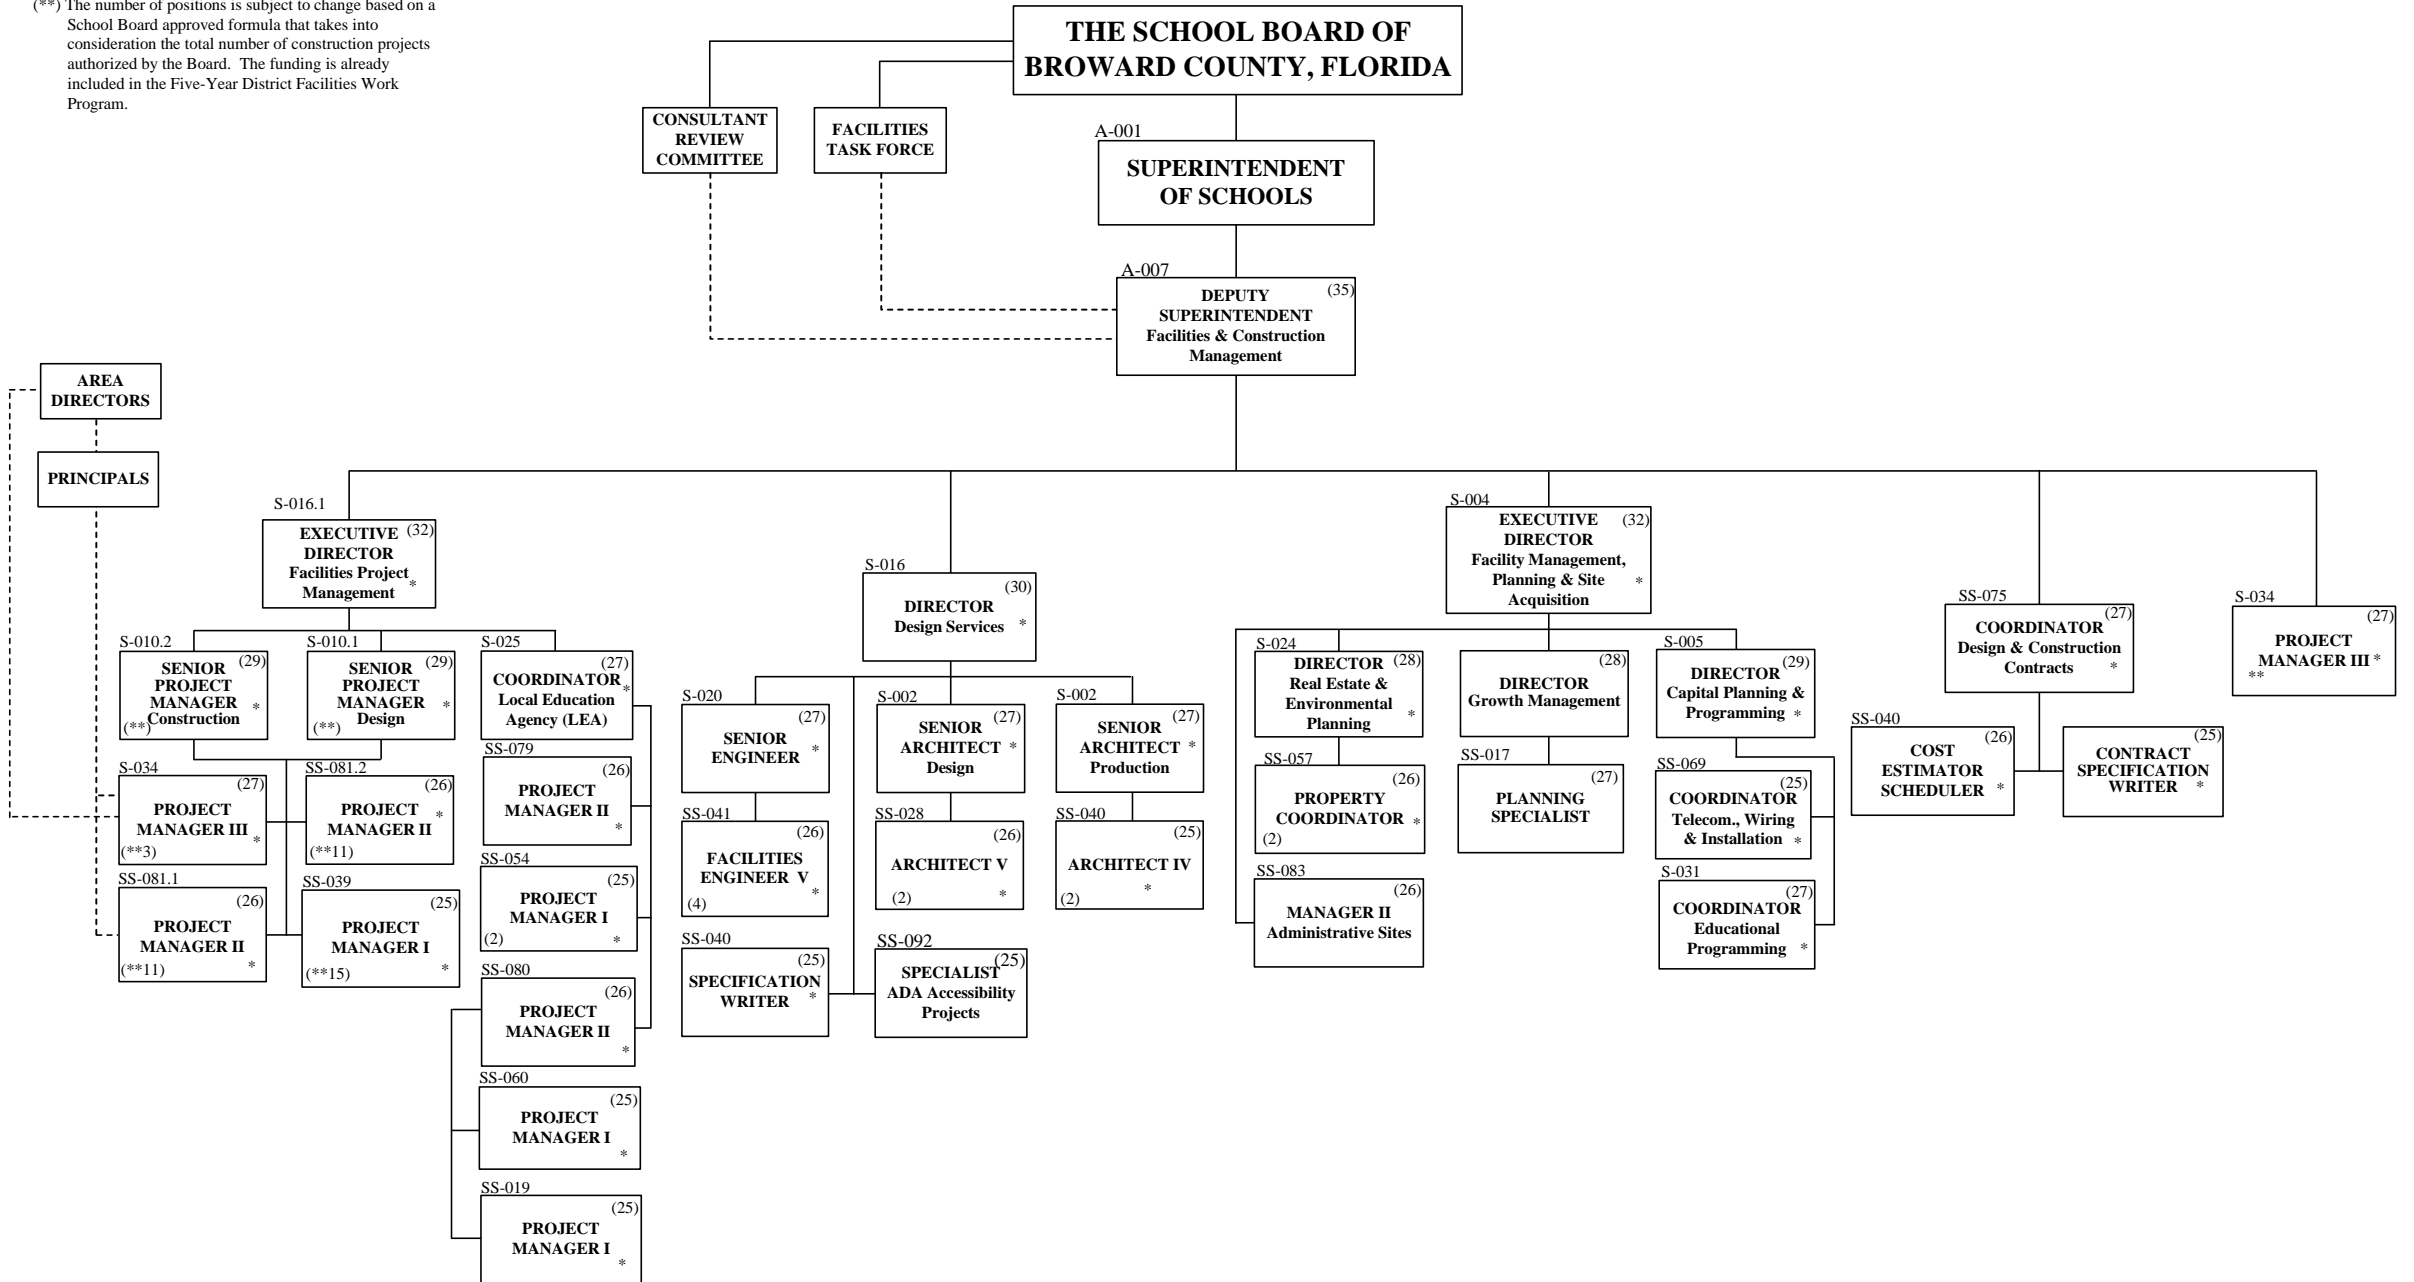 (**) The number of positions is subject to change based on a
School Board approved formula that takes into
consideration the total number of construction projects
authorized by the Board.  The funding is already
included in the Five-Year District Facilities Work
Program.
THE SCHOOL BOARD OF
BROWARD COUNTY, FLORIDA
CONSULTANT
REVIEW
COMMITTEE
FACILITIES
TASK FORCE
A-001
SUPERINTENDENT
OF SCHOOLS
A-007
(35)
DEPUTY
SUPERINTENDENT
Facilities & Construction
Management
AREA
DIRECTORS
PRINCIPALS
S-016.1
EXECUTIVE (32)
DIRECTOR
Facilities Project
Management *
S-010.2
SENIOR (29)
PROJECT
MANAGER *
Construction
(**)
S-010.1
SENIOR (29)
PROJECT
MANAGER *
Design
(**)
S-025
(27)
COORDINATOR *
Local Education
Agency (LEA)
S-034
(27)
PROJECT
MANAGER III *
(**3)
SS-081.2
(26)
PROJECT *
MANAGER II
(**11)
SS-081.1
(26)
PROJECT
MANAGER II
(**11) *
SS-039
(25)
PROJECT
MANAGER I
(**15) *
SS-079
(26)
PROJECT
MANAGER II
*
SS-054
(25)
PROJECT
MANAGER I
(2) *
SS-080
(26)
PROJECT
MANAGER II
*
SS-060
(25)
PROJECT
MANAGER I
*
SS-019
(25)
PROJECT
MANAGER I
*
S-016
(30)
DIRECTOR
Design Services *
S-020
(27)
SENIOR
ENGINEER *
S-002
(27)
SENIOR
ARCHITECT *
Design
S-002
(27)
SENIOR
ARCHITECT *
Production
SS-041
(26)
FACILITIES
ENGINEER V
(4) *
SS-028
(26)
ARCHITECT V
(2) *
SS-040
(25)
ARCHITECT IV
(2) *
SS-040
(25)
SPECIFICATION
WRITER *
SS-092
(25)
SPECIALIST
ADA Accessibility
Projects
S-004
EXECUTIVE (32)
DIRECTOR
Facility Management,
Planning & Site *
Acquisition
S-024
DIRECTOR (28)
Real Estate &
Environmental
Planning *
(28)
DIRECTOR
Growth Management
S-005
(29)
DIRECTOR
Capital Planning &
Programming *
SS-057
(26)
PROPERTY
COORDINATOR *
(2)
SS-017
(27)
PLANNING
SPECIALIST
SS-069
(25)
COORDINATOR
Telecom., Wiring
& Installation *
SS-083
(26)
MANAGER II
Administrative Sites
S-031
(27)
COORDINATOR
Educational
Programming *
SS-075
(27)
COORDINATOR
Design & Construction
Contracts *
SS-040
(26)
COST
ESTIMATOR
SCHEDULER *
(25)
CONTRACT
SPECIFICATION
WRITER *
S-034
(27)
PROJECT
MANAGER III *
**